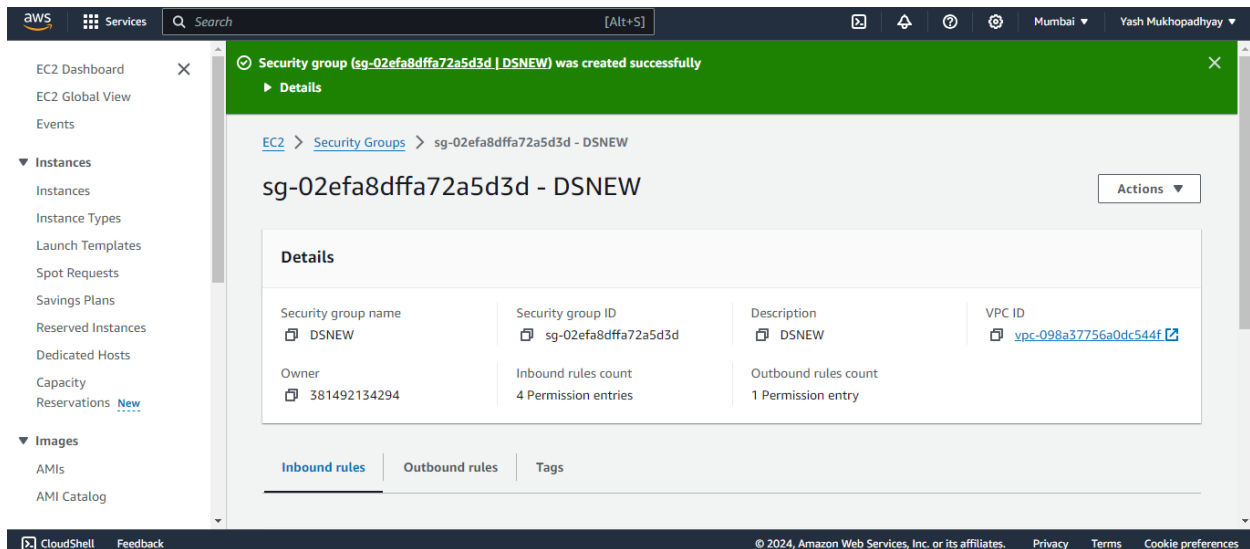 aws Services Search [Alt+S] Mumbai Yash Mukhopadhyay
EC2 Dashboard
EC2 Global View
Events
Instances
Instances
Instance Types
Launch Templates
Spot Requests
Savings Plans
Reserved Instances
Dedicated Hosts
Capacity
Reservations New
Images
AMIs
AMI Catalog
Security group (sg-02efa8dffa72a5d3d | DSNEW) was created successfully
Details
EC2 > Security Groups > sg-02efa8dffa72a5d3d - DSNEW
sg-02efa8dffa72a5d3d - DSNEW
Actions
Details
Security group name
DSNEW
Security group ID
sg-02efa8dffa72a5d3d
Description
DSNEW
VPC ID
vpc-098a37756a0dc544f
Owner
381492134294
Inbound rules count
4 Permission entries
Outbound rules count
1 Permission entry
Inbound rules Outbound rules Tags
CloudShell Feedback © 2024, Amazon Web Services, Inc. or its affiliates. Privacy Terms Cookie preferences